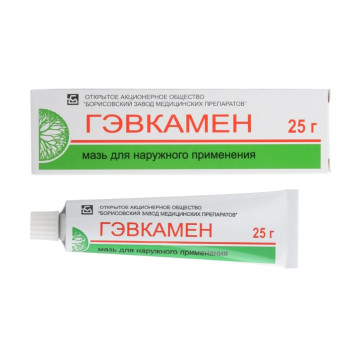 ОТКРЫТОЕ АКЦИОНЕРНОЕ ОБЩЕСТВО
"БОРИСОВСКИЙ ЗАВОД МЕДИЦИНСКИХ ПРЕПАРАТОВ"
ГЭВКАМЕН
25 г
мазь для наружного применения
ОТКРЫТОЕ АКЦИОНЕРНОЕ ОБЩЕСТВО
"БОРИСОВСКИЙ ЗАВОД МЕДИЦИНСКИХ ПРЕПАРАТОВ"
ГЭВКАМЕН
25 г
мазь для наружного применения